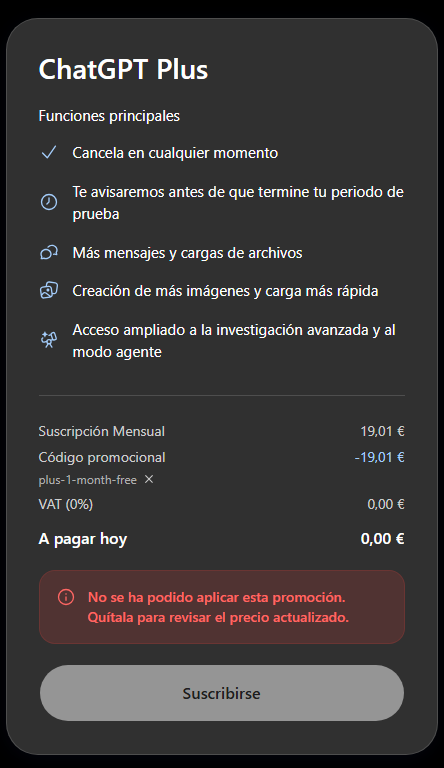 ChatGPT Plus
Funciones principales
Cancela en cualquier momento
Te avisaremos antes de que termine tu periodo de
prueba
Más mensajes y cargas de archivos
Creación de más imágenes y carga más rápida
Acceso ampliado a la investigación avanzada y al
modo agente
Suscripción Mensual 19,01 €
Código promocional -19,01 €
plus-1-month-free ×
VAT (0%) 0,00 €
A pagar hoy 0,00 €
No se ha podido aplicar esta promoción.
Quítala para revisar el precio actualizado.
Suscribirse